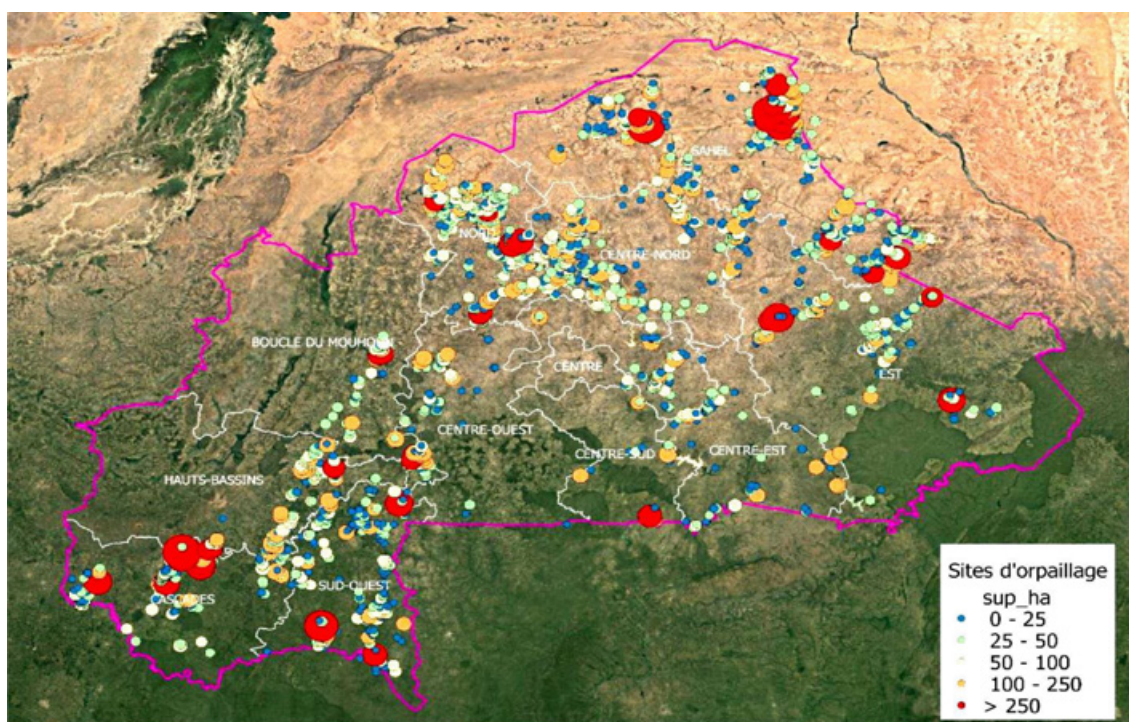 SAHEL
NORD
CENTRE-NORD
BOUCLE DU MOUHOUN
CENTRE
EST
CENTRE-OUEST
CENTRE-SUD
CENTRE-EST
HAUTS-BASSINS
SUD-OUEST
CASCADES
Sites d'orpaillage
sup_ha
0 - 25
25 - 50
50 - 100
100 - 250
> 250